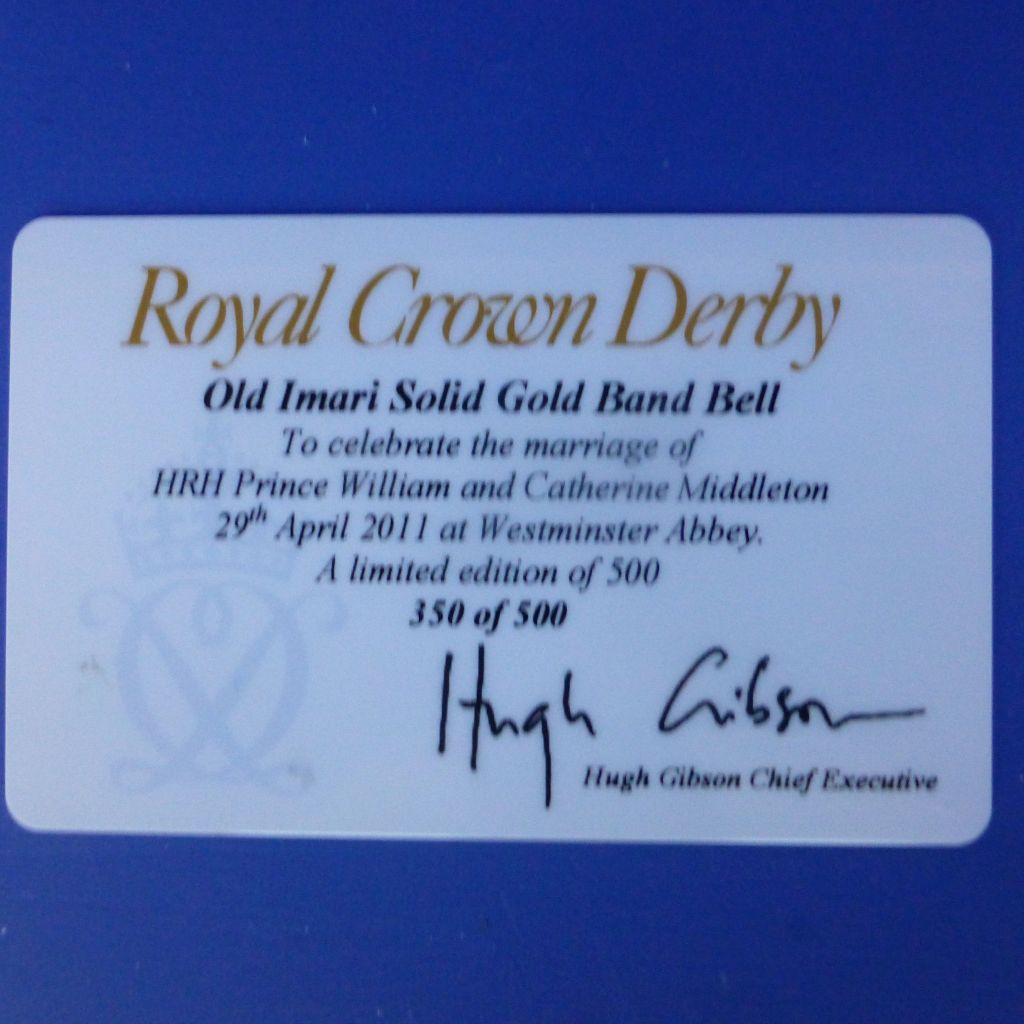 Royal Crown Derby
Old Imari Solid Gold Band Bell
To celebrate the marriage of
HRH Prince William and Catherine Middleton
29th April 2011 at Westminster Abbey.
A limited edition of 500
350 of 500
Hugh Gibson
Hugh Gibson Chief Executive